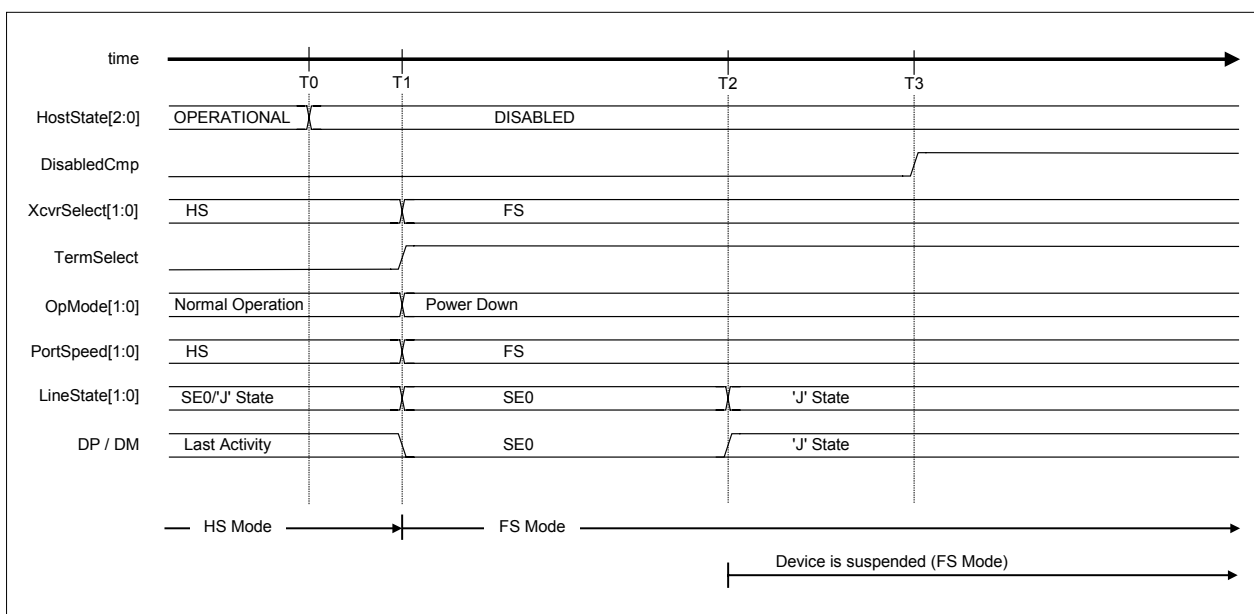 time
T0 T1 T2 T3
HostState[2:0] OPERATIONAL DISABLED
DisabledCmp
XcvrSelect[1:0] HS FS
TermSelect
OpMode[1:0] Normal Operation Power Down
PortSpeed[1:0] HS FS
LineState[1:0] SE0/'J' State SE0 'J' State
DP / DM Last Activity SE0 'J' State
HS Mode FS Mode
Device is suspended (FS Mode)